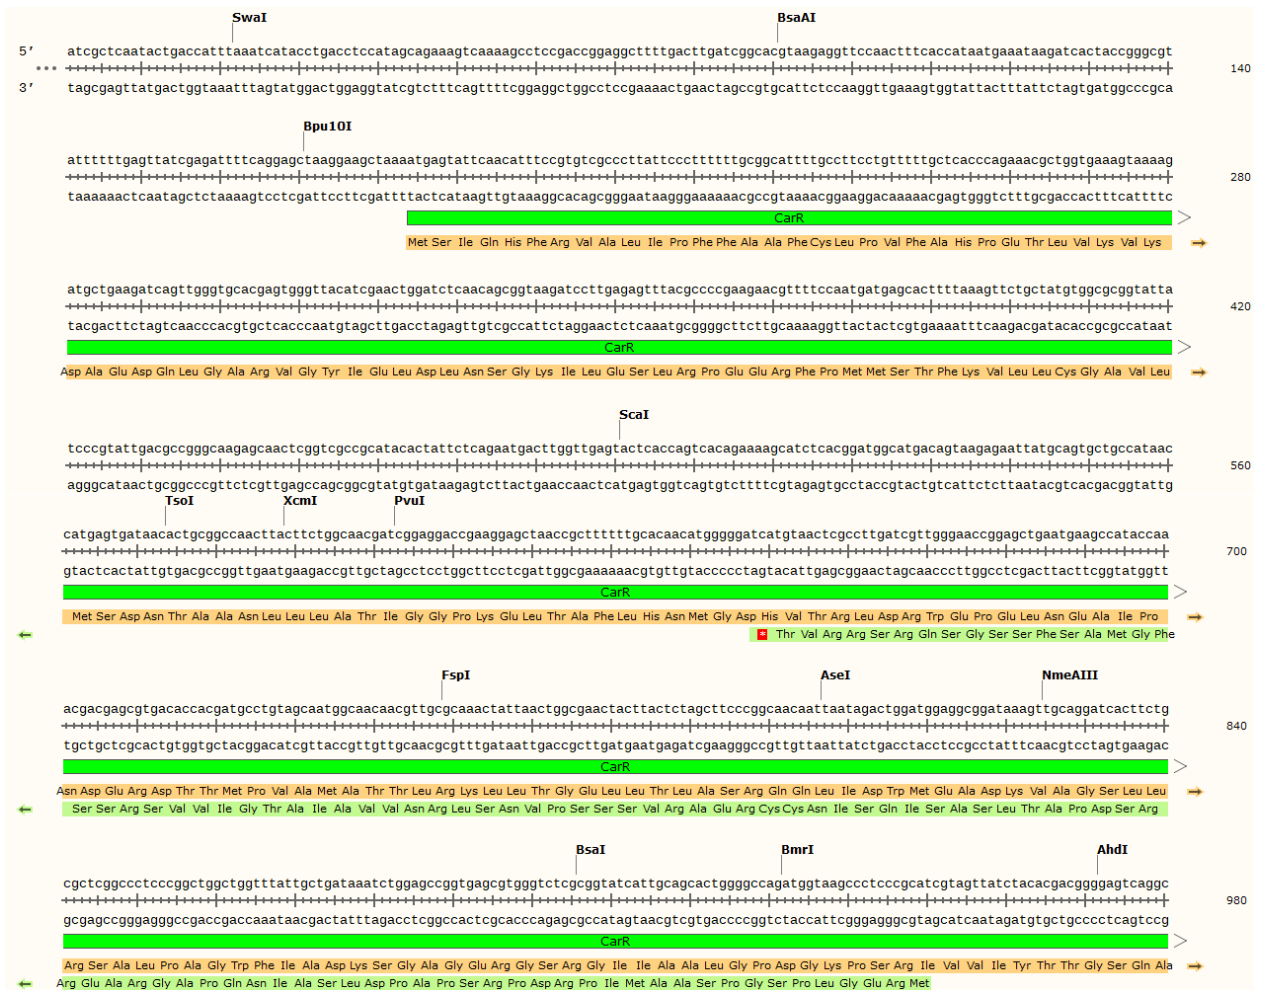 SwaI BsaAI
5' atcgctcaatactgaccatttaaatcatacctgacctccatagcagaaagtcaaaagcctccgaccggaggcttttgacttgatcggcacgtaagaggttccaactttcaccataatgaaataagatcactaccgggcgt
... 140
3' tagcgagttatgactggtaaatttagtatggactggaggtatcgtctttcagttttcggaggctggcctccgaaaactgaactagccgtgcattctccaaggttgaaagtggtattactttattctagtgatggcccgca
Bpu10I
attttttgagttatcgagattttcaggagctaaggaagctaaaatgagtattcaacatttccgtgtcgcccttattcccttttttgcggcattttgccttcctgtttttgctcacccagaaacgctggtgaaagtaaaag
280
taaaaaactcaatagctctaaaagtcctcgattccttcgattttactcataagttgtaaaggcacagcgggaataagggaaaaaacgccgtaaaacggaaggacaaaaacgagtgggtctttgcgaccactttcattttc
CarR
Met Ser Ile Gln His Phe Arg Val Ala Leu Ile Pro Phe Phe Ala Ala Phe Cys Leu Pro Val Phe Ala His Pro Glu Thr Leu Val Lys Val Lys
atgctgaagatcagttgggtgcacgagtgggttacatcgaactggatctcaacagcggtaagatccttgagagtttacgccccgaagaacgttttccaatgatgagcacttttaaagttctgctatgtggcgcggtatta
420
tacgacttctagtcaacccacgtgctcacccaatgtagcttgacctagagttgtcgccattctaggaactctcaaatgcggggcttcttgcaaaaggttactactcgtgaaaatttcaagacgatacaccgcgccataat
CarR
Asp Ala Glu Asp Gln Leu Gly Ala Arg Val Gly Tyr Ile Glu Leu Asp Leu Asn Ser Gly Lys Ile Leu Glu Ser Leu Arg Pro Glu Glu Arg Phe Pro Met Met Ser Thr Phe Lys Val Leu Leu Cys Gly Ala Val Leu
ScaI
tcccgtattgacgccgggcaagagcaactcggtcgccgcatacactattctcagaatgacttggttgagtactcaccagtcacagaaaagcatctcacggatggcatgacagtaagagaattatgcagtgctgccataac
560
agggcataactgcggcccgttctcgttgagccagcggcgtatgtgataagagtcttactgaaccaactcatgagtggtcagtgtcttttcgtagagtgcctaccgtactgtcattctcttaatacgtcacgacggtattg
TsoI XcmI PvuI
catgagtgataacactgcggccaacttacttctggcaacgatcggaggaccgaaggagctaaccgcttttttgcacaacatgggggatcatgtaactcgccttgatcgttgggaaccggagctgaatgaagccataccaa
700
gtactcactattgtgacgccggttgaatgaagaccgttgctagcctcctggcttcctcgattggcgaaaaaacgtgttgtaccccctagtacattgagcggaactagcaacccttggcctcgacttacttcggtatggtt
CarR
Met Ser Asp Asn Thr Ala Ala Asn Leu Leu Leu Ala Thr Ile Gly Gly Pro Lys Glu Leu Thr Ala Phe Leu His Asn Met Gly Asp His Val Thr Arg Leu Asp Arg Trp Glu Pro Glu Leu Asn Glu Ala Ile Pro
* Thr Val Arg Arg Ser Arg Gln Ser Gly Ser Ser Phe Ser Ala Met Gly Phe
FspI AseI NmeAIII
acgacgagcgtgacaccacgatgcctgtagcaatggcaacaacgttgcgcaaactattaactggcgaactacttactctagcttcccggcaacaattaatagactggatggaggcggataaagttgcaggatcacttctg
840
tgctgctcgcactgtggtgctacggacatcgttaccgttgttgcaacgcgtttgataattgaccgcttgatgaatgagatcgaagggccgttgttaattatctgacctacctccgcctatttcaacgtcctagtgaagac
CarR
Asn Asp Glu Arg Asp Thr Thr Met Pro Val Ala Met Ala Thr Thr Leu Arg Lys Leu Leu Thr Gly Glu Leu Leu Thr Leu Ala Ser Arg Gln Gln Leu Ile Asp Trp Met Glu Ala Asp Lys Val Ala Gly Ser Leu Leu
Ser Ser Arg Ser Val Val Ile Gly Thr Ala Ile Ala Val Val Asn Arg Leu Ser Asn Val Pro Ser Ser Ser Val Arg Ala Glu Arg Cys Cys Asn Ile Ser Gln Ile Ser Ala Ser Leu Thr Ala Pro Asp Ser Arg
BsaI BmrI AhdI
cgctcggccctcccggctggctggtttattgctgataaatctggagccggtgagcgtgggtctcgcggtatcattgcagcactggggccagatggtaagccctcccgcatcgtagttatctacacgacggggagtcaggc
980
gcgagccgggagggccgaccgaccaaataacgactatttagacctcggccactcgcacccagagcgccatagtaacgtcgtgaccccggtctaccattcgggagggcgtagcatcaatagatgtgctgcccctcagtccg
CarR
Arg Ser Ala Leu Pro Ala Gly Trp Phe Ile Ala Asp Lys Ser Gly Ala Gly Glu Arg Gly Ser Arg Gly Ile Ile Ala Ala Leu Gly Pro Asp Gly Lys Pro Ser Arg Ile Val Val Ile Tyr Thr Thr Gly Ser Gln Ala
Arg Glu Ala Arg Gly Ala Pro Gln Asn Ile Ala Ser Leu Asp Pro Ala Pro Ser Arg Pro Asp Arg Pro Ile Met Ala Ala Ser Pro Gly Ser Pro Leu Gly Glu Arg Met